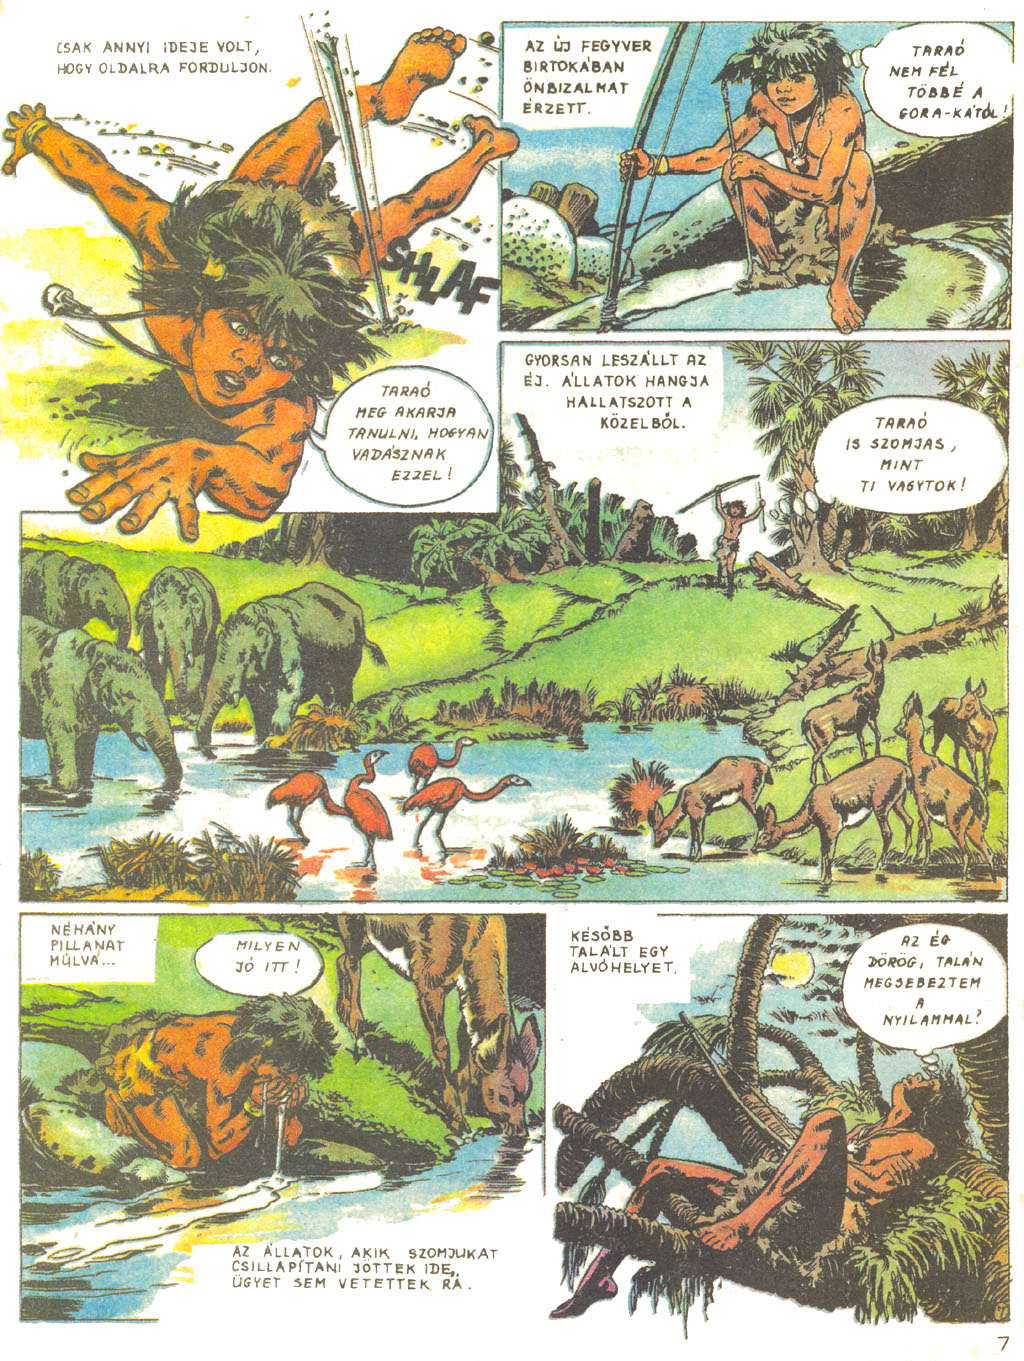 CSAK ANNYI IDEJE VOLT,
HOGY OLDALRA FORDULJON.
SHLAF
TARAÓ
MEG AKARJA
TANULNI, HOGYAN
VADÁSZNAK
EZZEL!
AZ ÚJ FEGYVER
BIRTOKÁBAN
ÖNBIZALMAT
ÉRZETT.
TARAÓ
NEM FÉL
TÖBBÉ A
GORA-KÁTÓL!
GYORSAN LESZÁLLT AZ
ÉJ. ÁLLATOK HANGJA
HALLATSZOTT A
KÖZELBŐL.
TARAÓ
IS SZOMJAS,
MINT
TI VAGYTOK!
NÉHÁNY
PILLANAT
MÚLVA...
MILYEN
JÓ ITT!
AZ ÁLLATOK, AKIK SZOMJUKAT
CSILLAPÍTANI JÖTTEK IDE,
ÜGYET SEM VETETTEK RÁ.
KÉSŐBB
TALÁLT EGY
ALVÓHELYET.
AZ ÉG
DÖRÖG, TALÁN
MEGSEBEZTEM
A
NYILAMMAL?
7